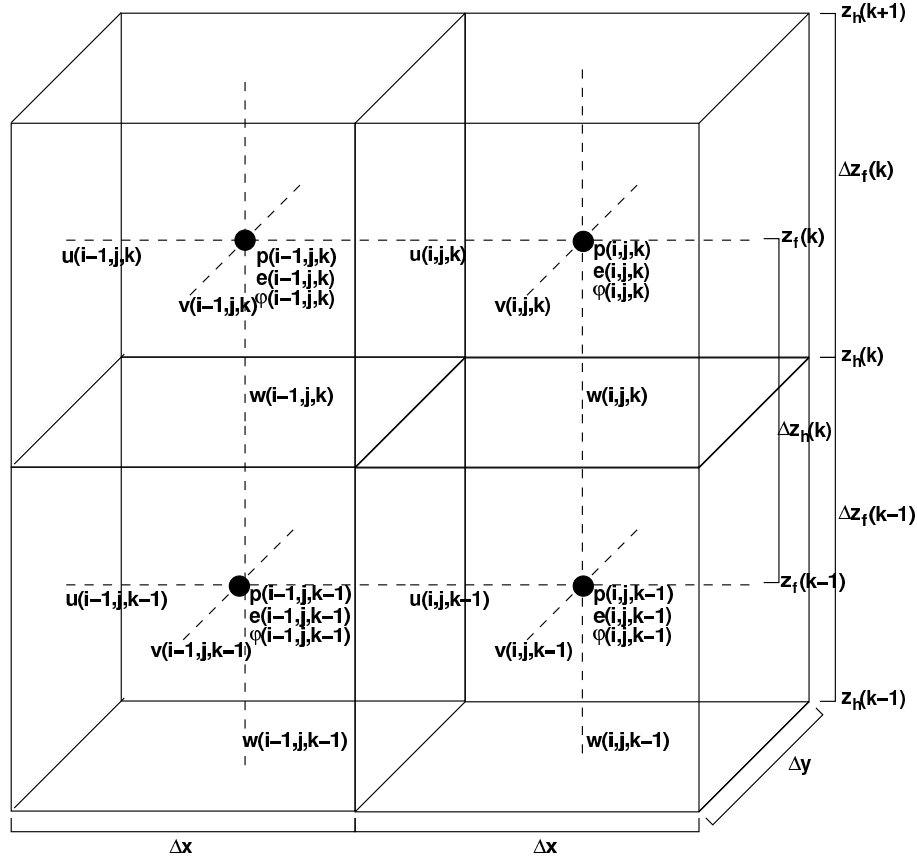 z_h(k+1)
Δz_f(k)
z_f(k)
u(i−1,j,k)
p(i−1,j,k)
e(i−1,j,k)
φ(i−1,j,k)
v(i−1,j,k)
u(i,j,k)
p(i,j,k)
e(i,j,k)
φ(i,j,k)
v(i,j,k)
z_h(k)
w(i−1,j,k)
w(i,j,k)
Δz_h(k)
Δz_f(k−1)
z_f(k−1)
u(i−1,j,k−1)
p(i−1,j,k−1)
e(i−1,j,k−1)
φ(i−1,j,k−1)
v(i−1,j,k−1)
u(i,j,k−1)
p(i,j,k−1)
e(i,j,k−1)
φ(i,j,k−1)
v(i,j,k−1)
z_h(k−1)
w(i−1,j,k−1)
w(i,j,k−1)
Δy
Δx
Δx